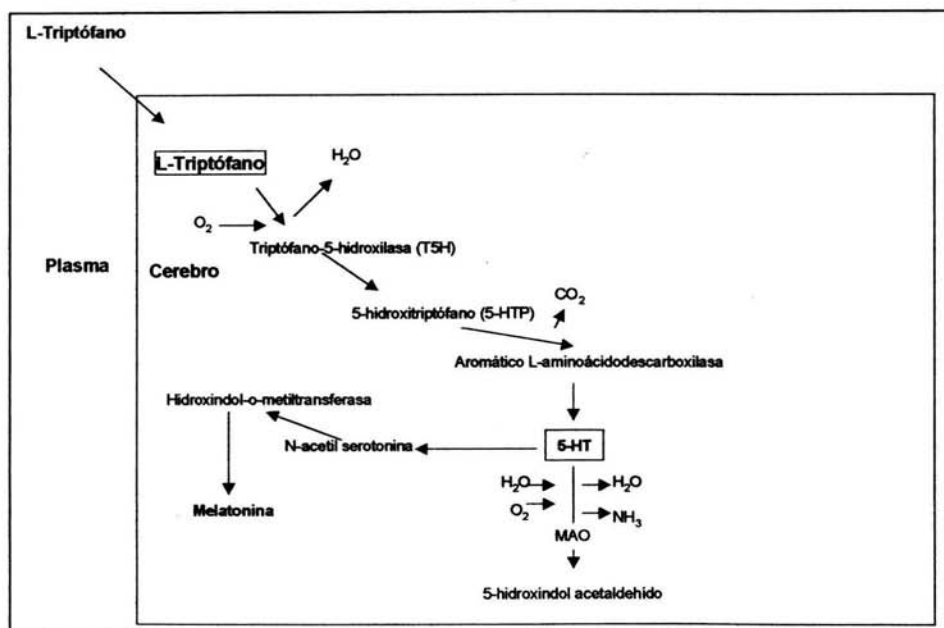 L-Triptófano
L-Triptófano
H2O
O2
Triptófano-5-hidroxilasa (T5H)
Plasma
Cerebro
CO2
5-hidroxitriptófano (5-HTP)
Aromático L-aminoácidodescarboxilasa
Hidroxindol-o-metiltransferasa
N-acetil serotonina
5-HT
H2O
H2O
Melatonina
O2
NH3
MAO
5-hidroxindol acetaldehido